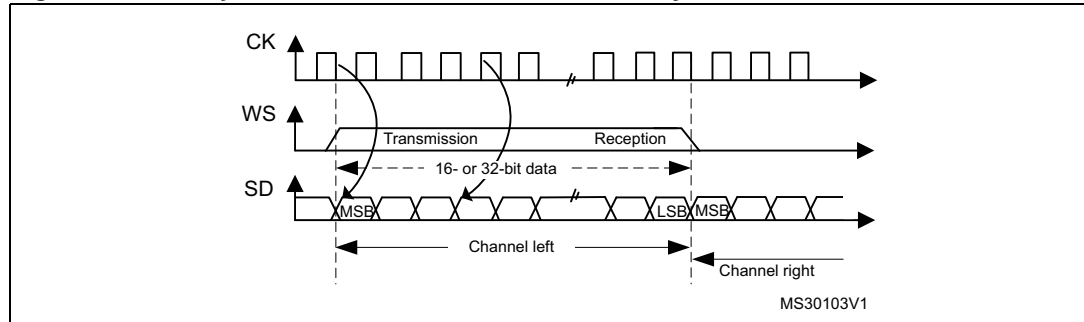 CK
WS
Transmission Reception
16- or 32-bit data
SD
MSB LSB MSB
Channel left
Channel right
MS30103V1